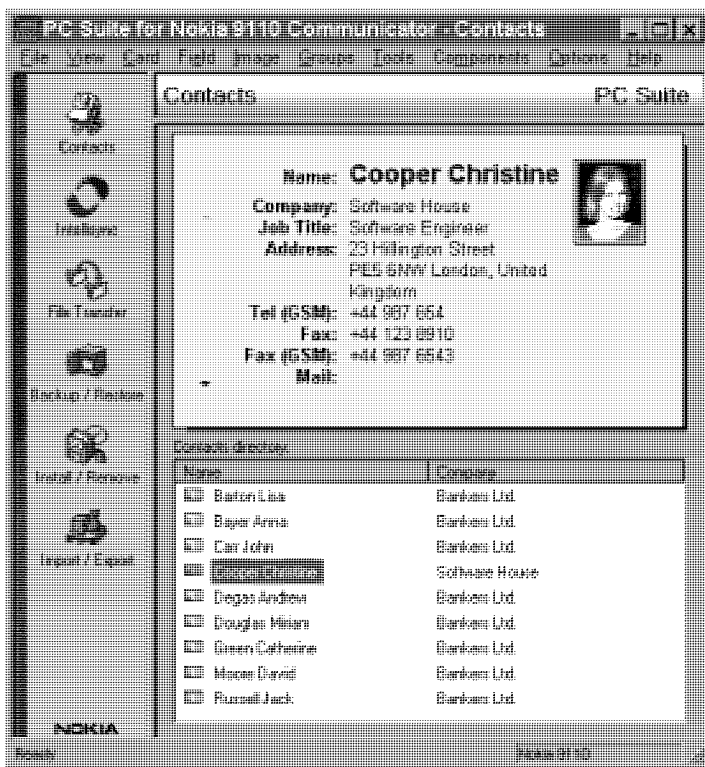 PC Suite for Nokia 9110 Communicator - Contacts
File View Card Field Image Groups Tools Components Options Help
Contacts PC Suite
Contacts
Intellisync
File Transfer
Backup / Restore
Install / Remove
Import / Export
NOKIA
Name: Cooper Christine
Company: Software House
Job Title: Software Engineer
Address: 23 Hillington Street
PE5 6NW London, United
Kingdom
Tel (GSM): +44 987 654
Fax: +44 123 8910
Fax (GSM): +44 987 6543
Mail:
Contacts directory:
Name Company
Barton Lisa Bankers Ltd.
Bayer Anna Bankers Ltd.
Carr John Bankers Ltd.
Cooper Christine Software House
Degas Andrew Bankers Ltd.
Douglas Miriam Bankers Ltd.
Green Catherine Bankers Ltd.
Moore David Bankers Ltd.
Russell Jack Bankers Ltd.
Ready Nokia 9110